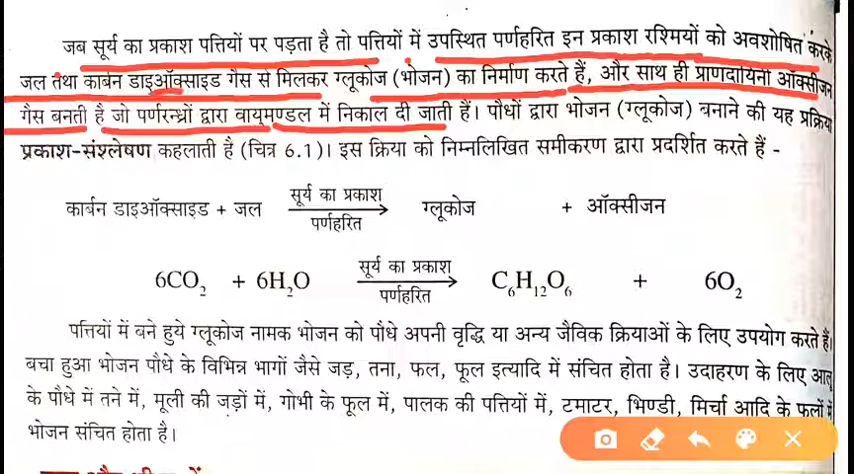 जब सूर्य का प्रकाश पत्तियों पर पड़ता है तो पत्तियों में उपस्थित पर्णहरित इन प्रकाश रश्मियों को अवशोषित करके
जल तथा कार्बन डाइऑक्साइड गैस से मिलकर ग्लूकोज (भोजन) का निर्माण करते हैं, और साथ ही प्राणदायिनी ऑक्सीजन
गैस बनती है जो पर्णरन्ध्रों द्वारा वायुमण्डल में निकाल दी जाती हैं। पौधों द्वारा भोजन (ग्लूकोज) बनाने की यह प्रक्रिया
प्रकाश-संश्लेषण कहलाती है (चित्र 6.1)। इस क्रिया को निम्नलिखित समीकरण द्वारा प्रदर्शित करते हैं -
सूर्य का प्रकाश
कार्बन डाइऑक्साइड + जल ⟶ ग्लूकोज + ऑक्सीजन
पर्णहरित
सूर्य का प्रकाश
6CO₂ + 6H₂O ⟶ C₆H₁₂O₆ + 6O₂
पर्णहरित
पत्तियों में बने हुये ग्लूकोज नामक भोजन को पौधे अपनी वृद्धि या अन्य जैविक क्रियाओं के लिए उपयोग करते हैं।
बचा हुआ भोजन पौधे के विभिन्न भागों जैसे जड़, तना, फल, फूल इत्यादि में संचित होता है। उदाहरण के लिए आलू
के पौधे में तने में, मूली की जड़ों में, गोभी के फूल में, पालक की पत्तियों में, टमाटर, भिण्डी, मिर्चा आदि के फलों में
भोजन संचित होता है।